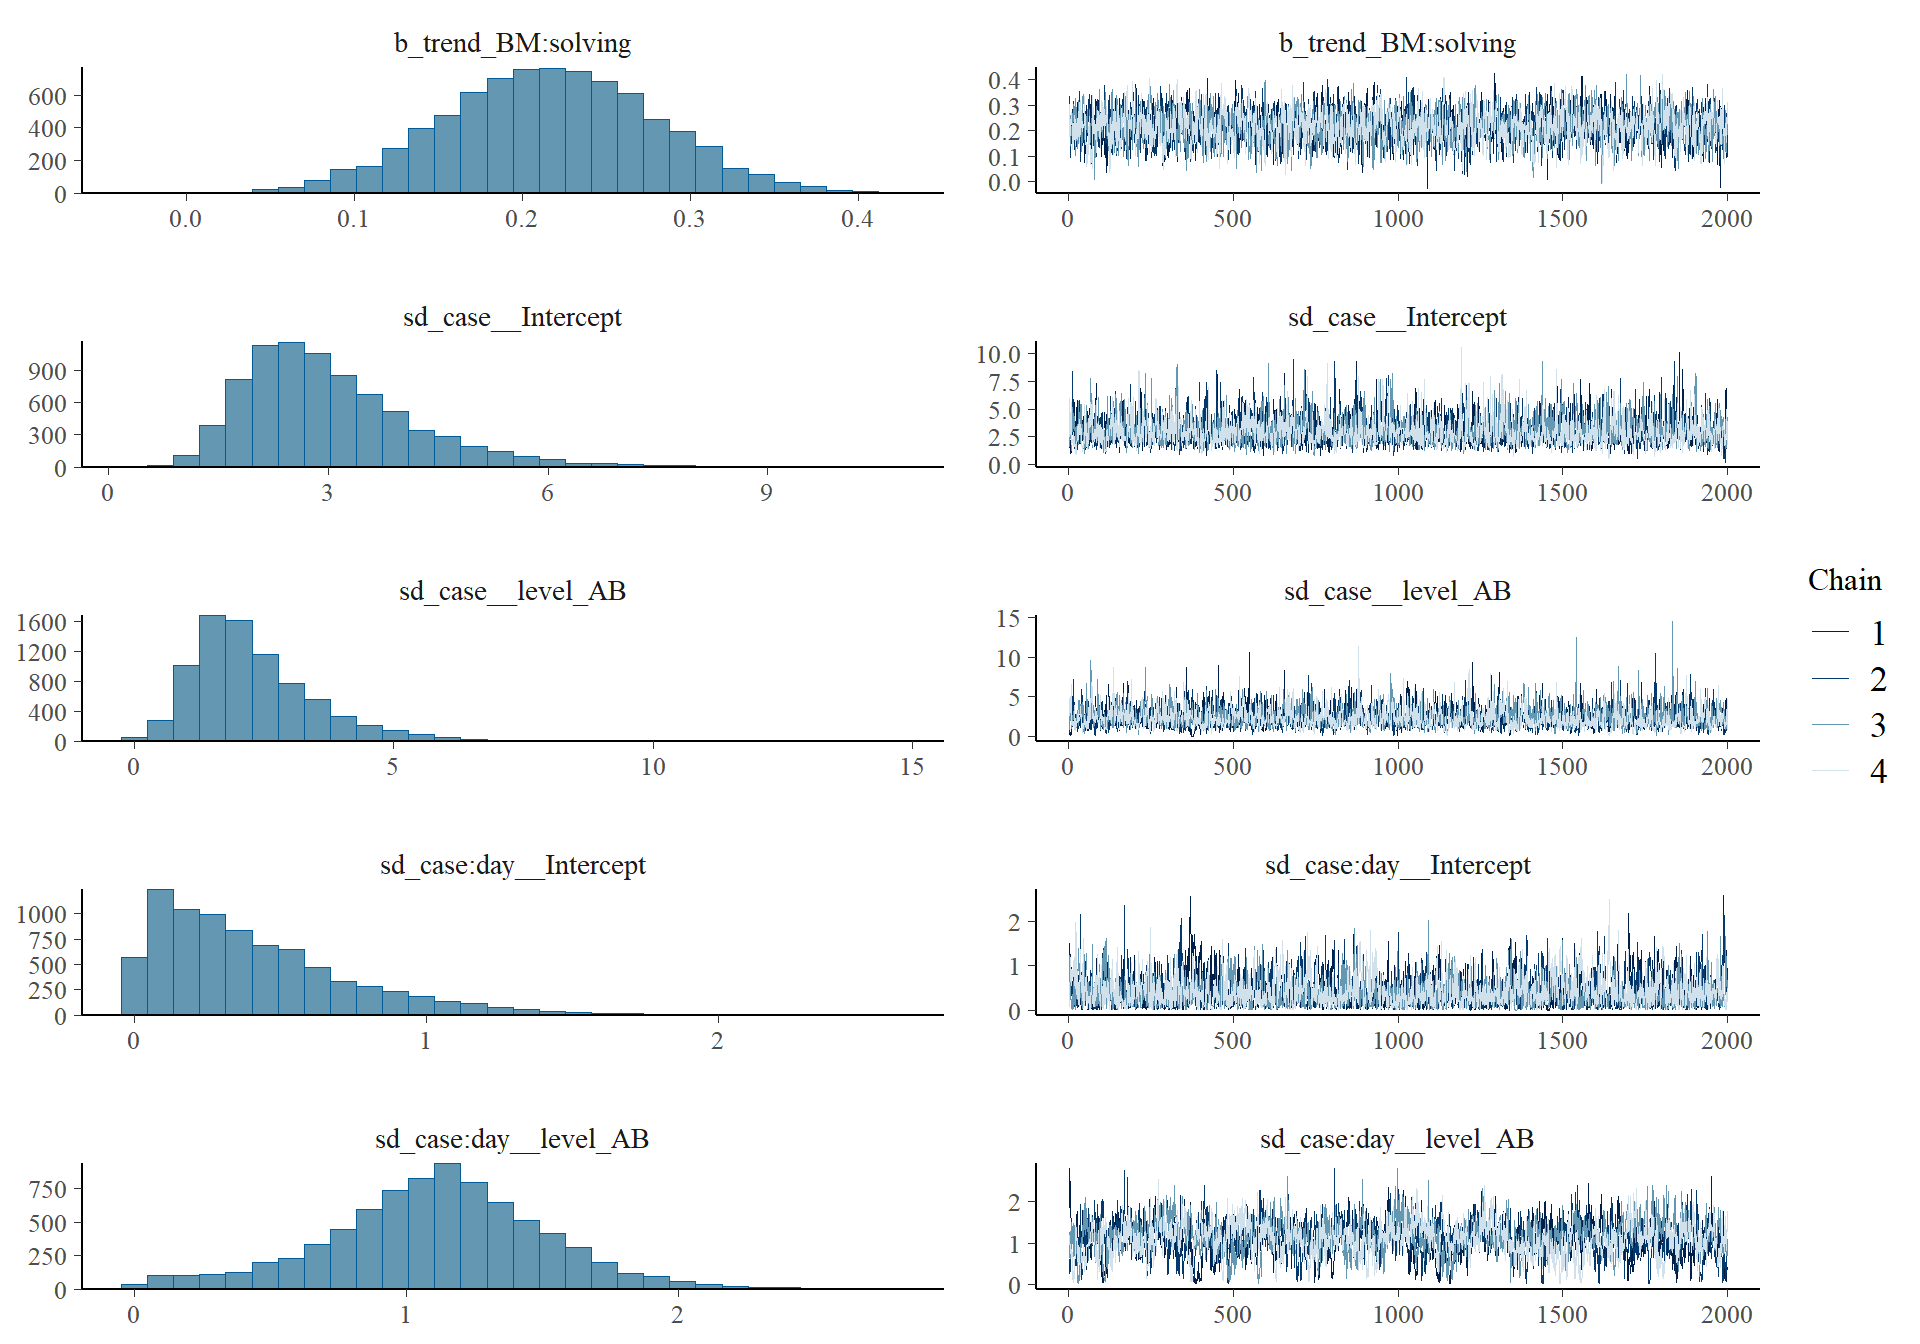 b_trend_BM:solving
600
400
200
0
0.0 0.1 0.2 0.3 0.4
b_trend_BM:solving
0.4
0.3
0.2
0.1
0.0
0 500 1000 1500 2000
sd_case__Intercept
900
600
300
0
0 3 6 9
sd_case__Intercept
10.0
7.5
5.0
2.5
0.0
0 500 1000 1500 2000
sd_case__level_AB
1600
1200
800
400
0
0 5 10 15
sd_case__level_AB
15
10
5
0
0 500 1000 1500 2000
sd_case:day__Intercept
1000
750
500
250
0
0 1 2
sd_case:day__Intercept
2
1
0
0 500 1000 1500 2000
sd_case:day__level_AB
750
500
250
0
0 1 2
sd_case:day__level_AB
2
1
0
0 500 1000 1500 2000
Chain
1
2
3
4